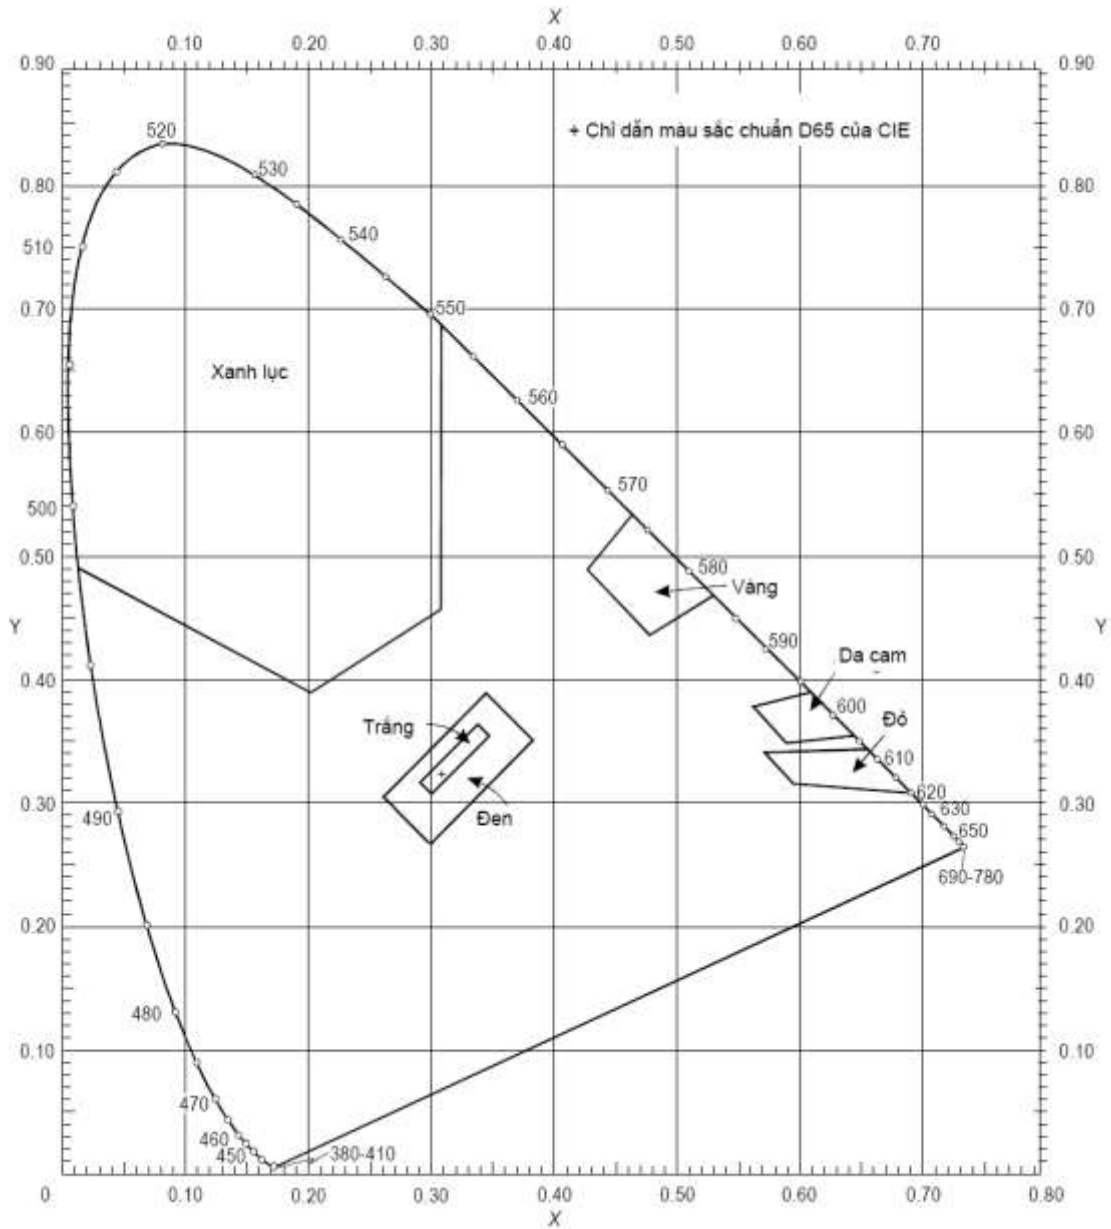 X
0.10 0.20 0.30 0.40 0.50 0.60 0.70
0.90 0.90
+ Chỉ dẫn màu sắc chuẩn D65 của CIE
520
530
0.80 0.80
540
510
550
0.70 0.70
Xanh lục
560
0.60 0.60
570
500
0.50 0.50
580
Vàng
Y Y
590
Da cam
0.40 0.40
600
Đỏ
Trắng
610
620
0.30 0.30
630
490
Đen
650
690-780
0.20 0.20
480
0.10 0.10
470
460
450
380-410
0 0.10 0.20 0.30 0.40 0.50 0.60 0.70 0.80
X